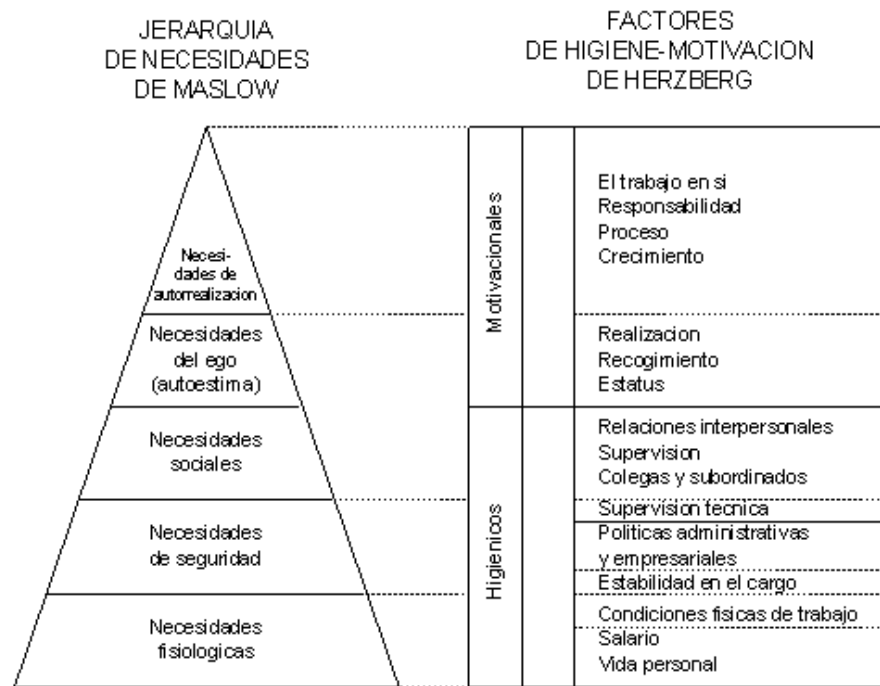 JERARQUIA
DE NECESIDADES
DE MASLOW
FACTORES
DE HIGIENE-MOTIVACION
DE HERZBERG
Necesi-
dades de
autorrealizacion
Necesidades
del ego
(autoestima)
Necesidades
sociales
Necesidades
de seguridad
Necesidades
fisiologicas
Motivacionales
Higienicos
El trabajo en si
Responsabilidad
Proceso
Crecimiento
Realizacion
Recogimiento
Estatus
Relaciones interpersonales
Supervision
Colegas y subordinados
Supervision tecnica
Politicas administrativas
y empresariales
Estabilidad en el cargo
Condiciones fisicas de trabajo
Salario
Vida personal